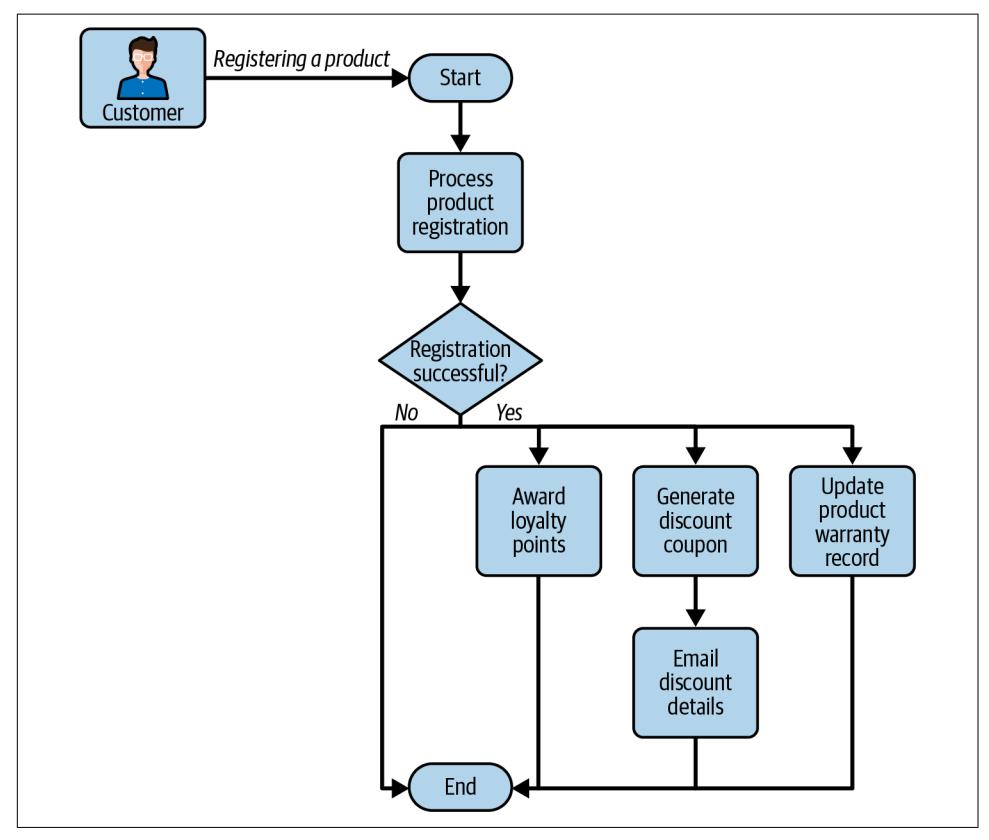 Registering a product
Customer
Start
Process
product
registration
Registration
successful?
No
Yes
Award
loyalty
points
Generate
discount
coupon
Update
product
warranty
record
Email
discount
details
End